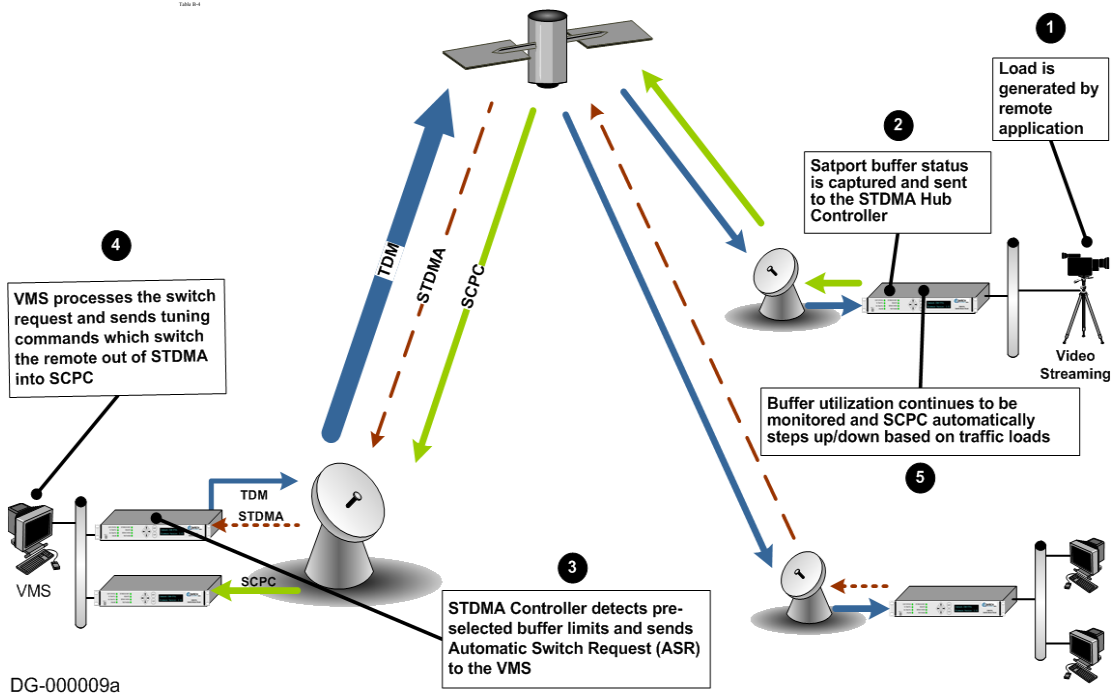 Table B-4
1
Load is
generated by
remote
application
2
Satport buffer status
is captured and sent
to the STDMA Hub
Controller
TDM
STDMA
SCPC
4
VMS processes the switch
request and sends tuning
commands which switch
the remote out of STDMA
into SCPC
Video
Streaming
Buffer utilization continues to be
monitored and SCPC automatically
steps up/down based on traffic loads
5
TDM
STDMA
VMS
SCPC
3
STDMA Controller detects pre-
selected buffer limits and sends
Automatic Switch Request (ASR)
to the VMS
DG-000009a